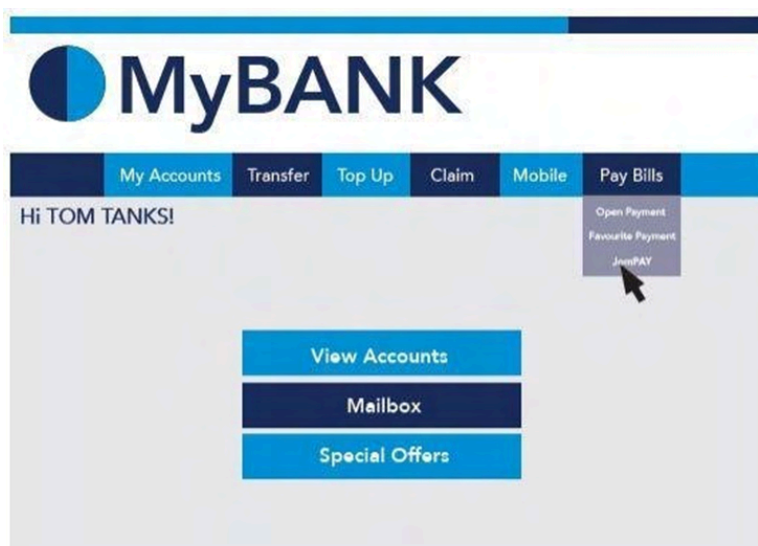 MyBANK
My Accounts Transfer Top Up Claim Mobile Pay Bills
Hi TOM TANKS!
Open Payment
Favourite Payment
JomPAY
View Accounts
Mailbox
Special Offers